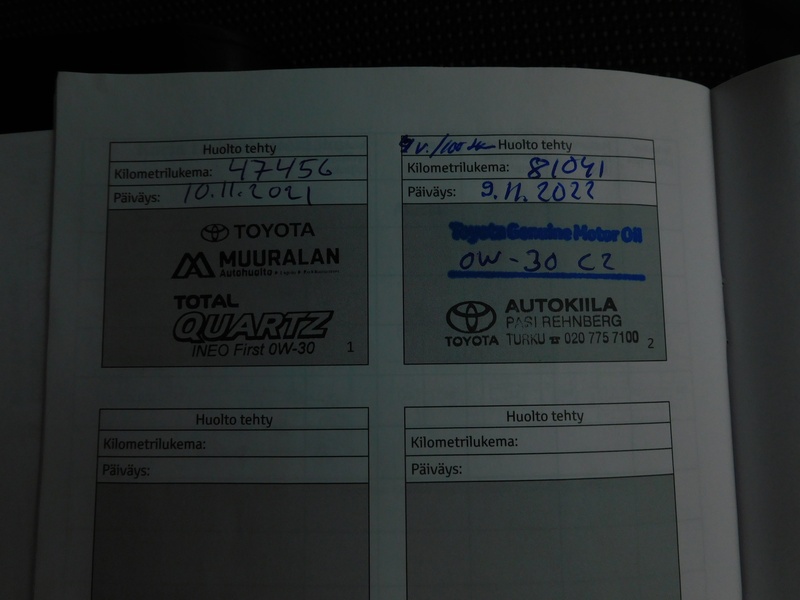 Huolto tehty
Kilometrilukema: 47456
Päiväys: 10.11.2021
TOYOTA
MUURALAN
Autohuolto
TOTAL
QUARTZ
INEO First 0W-30
1
Huolto tehty
Kilometrilukema: 81041
Päiväys: 9.11.2022
Toyota Genuine Motor Oil
0W-30 C2
TOYOTA
AUTOKIILA
PASI REHNBERG
TURKU ☎ 020 775 7100
2
Huolto tehty
Kilometrilukema:
Päiväys:
Huolto tehty
Kilometrilukema:
Päiväys: